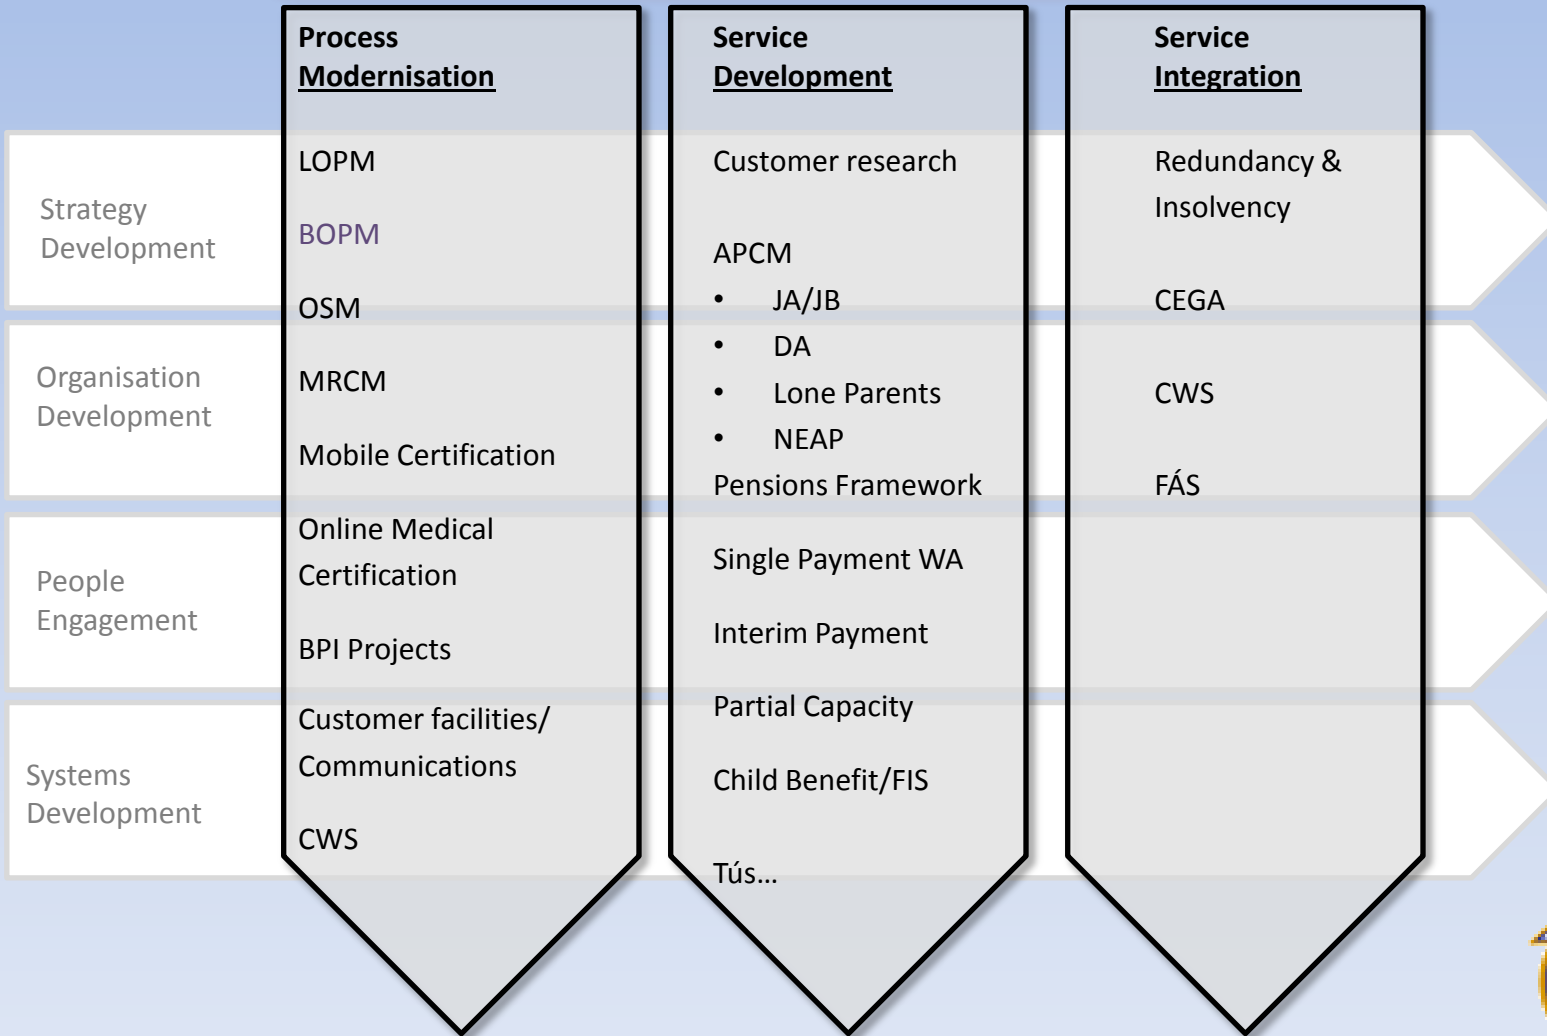 Process
Modernisation
LOPM
BOPM
OSM
MRCM
Mobile Certification
Online Medical
Certification
BPI Projects
Customer facilities/
Communications
CWS
Service
Development
Customer research
APCM
• JA/JB
• DA
• Lone Parents
• NEAP
Pensions Framework
Single Payment WA
Interim Payment
Partial Capacity
Child Benefit/FIS
Tús...
Service
Integration
Redundancy &
Insolvency
CEGA
CWS
FÁS
Strategy
Development
Organisation
Development
People
Engagement
Systems
Development